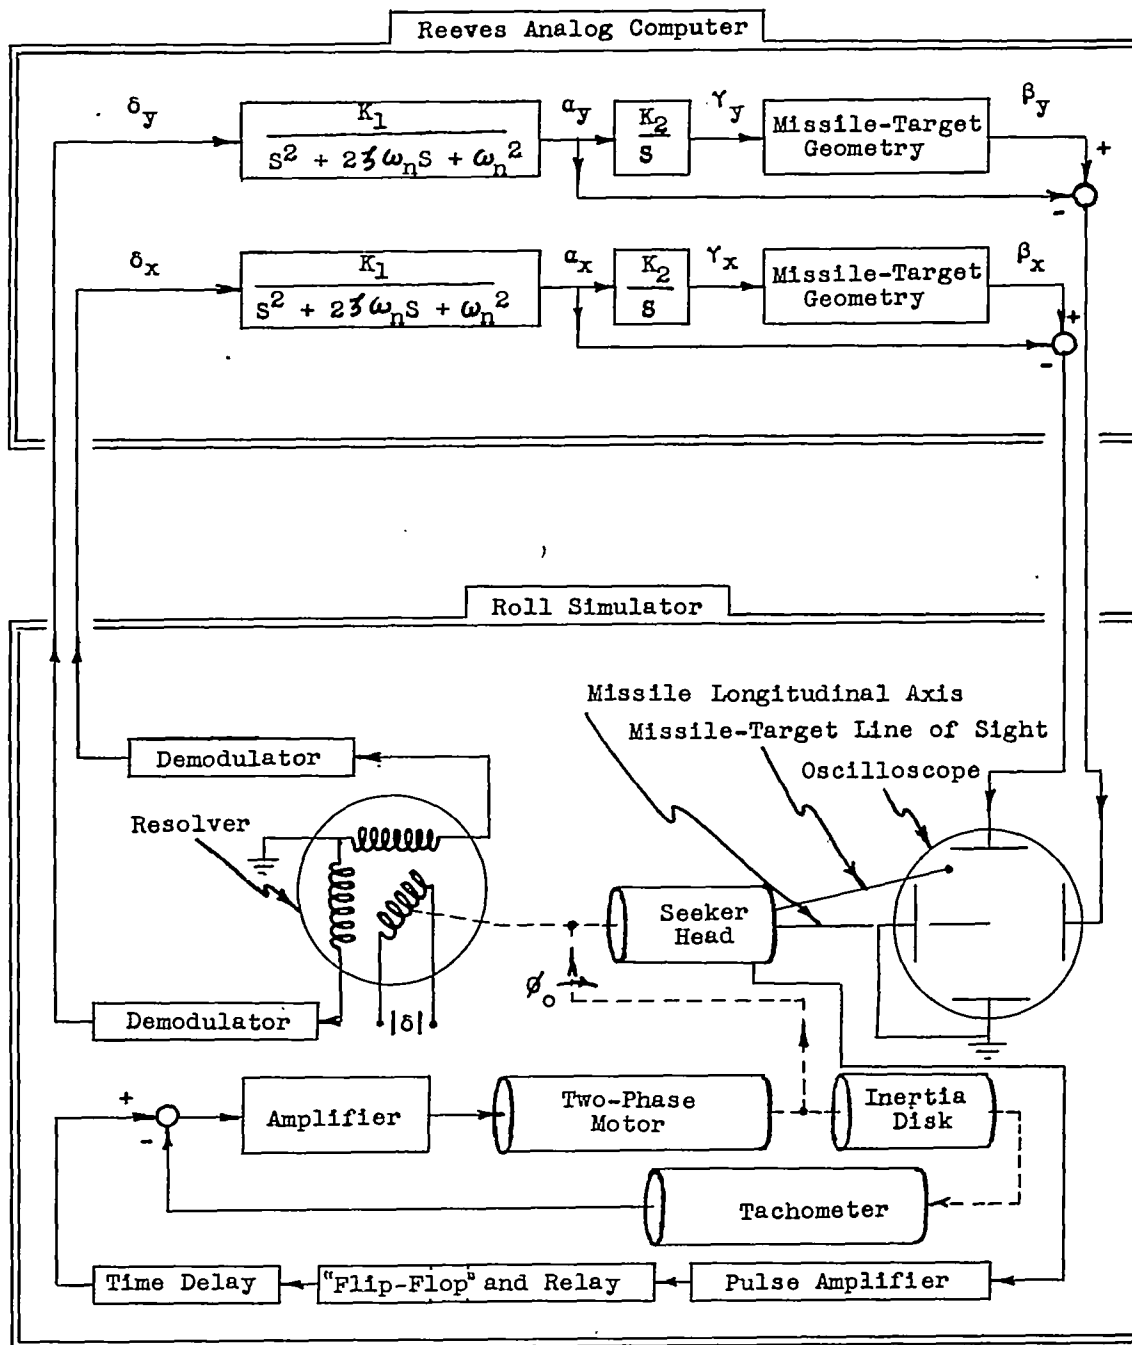 Reeves Analog Computer
δy
K1
S² + 2ζωnS + ωn²
αy
K2
S
γy
Missile-Target
Geometry
βy
+
-
δx
K1
S² + 2ζωnS + ωn²
αx
K2
S
γx
Missile-Target
Geometry
βx
+
-
Roll Simulator
Missile Longitudinal Axis
Missile-Target Line of Sight
Oscilloscope
Demodulator
Resolver
Seeker
Head
ϕo
Demodulator
|δ|
+
-
Amplifier
Two-Phase
Motor
Inertia
Disk
Tachometer
Time Delay
"Flip-Flop" and Relay
Pulse Amplifier